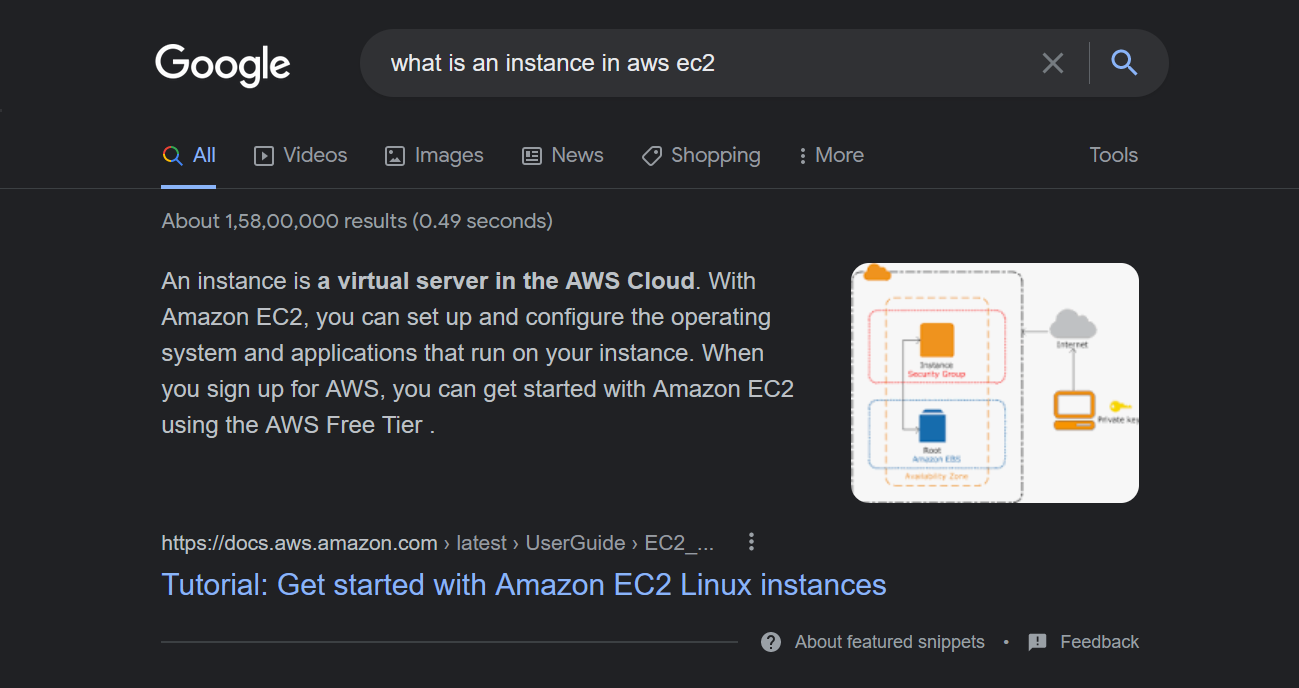 Google
what is an instance in aws ec2
All Videos Images News Shopping More Tools
About 1,58,00,000 results (0.49 seconds)
An instance is a virtual server in the AWS Cloud. With
Amazon EC2, you can set up and configure the operating
system and applications that run on your instance. When
you sign up for AWS, you can get started with Amazon EC2
using the AWS Free Tier .
Instance
Security Group
Root
Amazon EBS
Availability Zone
Internet
Private key
https://docs.aws.amazon.com › latest › UserGuide › EC2_...
Tutorial: Get started with Amazon EC2 Linux instances
About featured snippets • Feedback